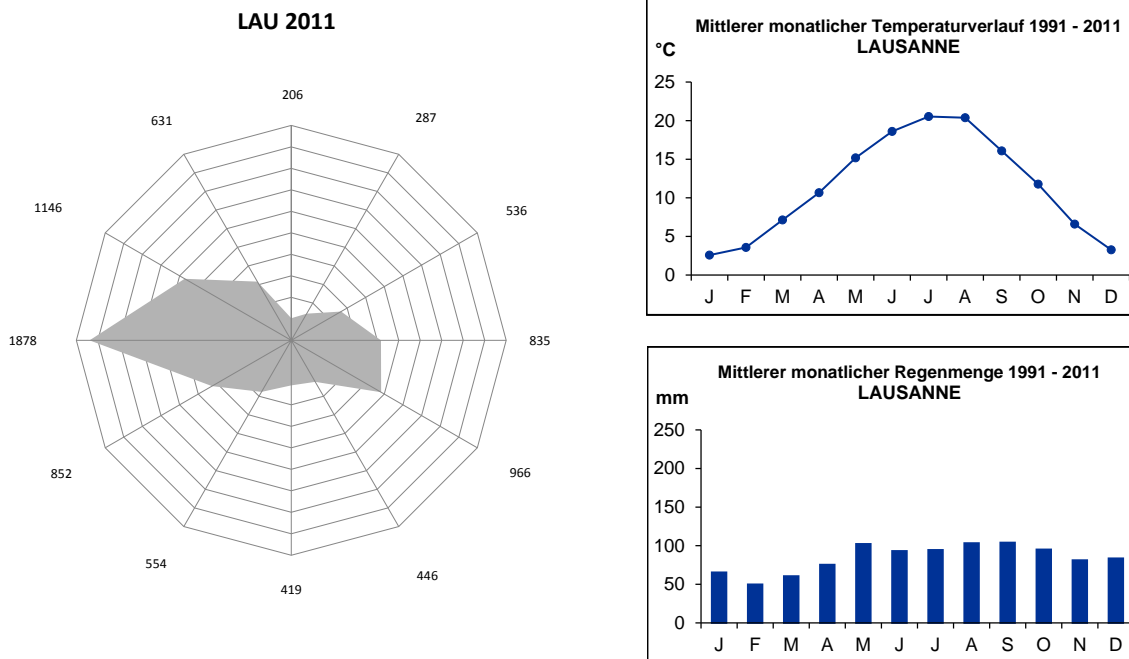 LAU 2011
206
287
536
835
966
446
419
554
852
1878
1146
631
Mittlerer monatlicher Temperaturverlauf 1991 - 2011
LAUSANNE
°C
25
20
15
10
5
0
J F M A M J J A S O N D
Mittlerer monatlicher Regenmenge 1991 - 2011
LAUSANNE
mm
250
200
150
100
50
0
J F M A M J J A S O N D